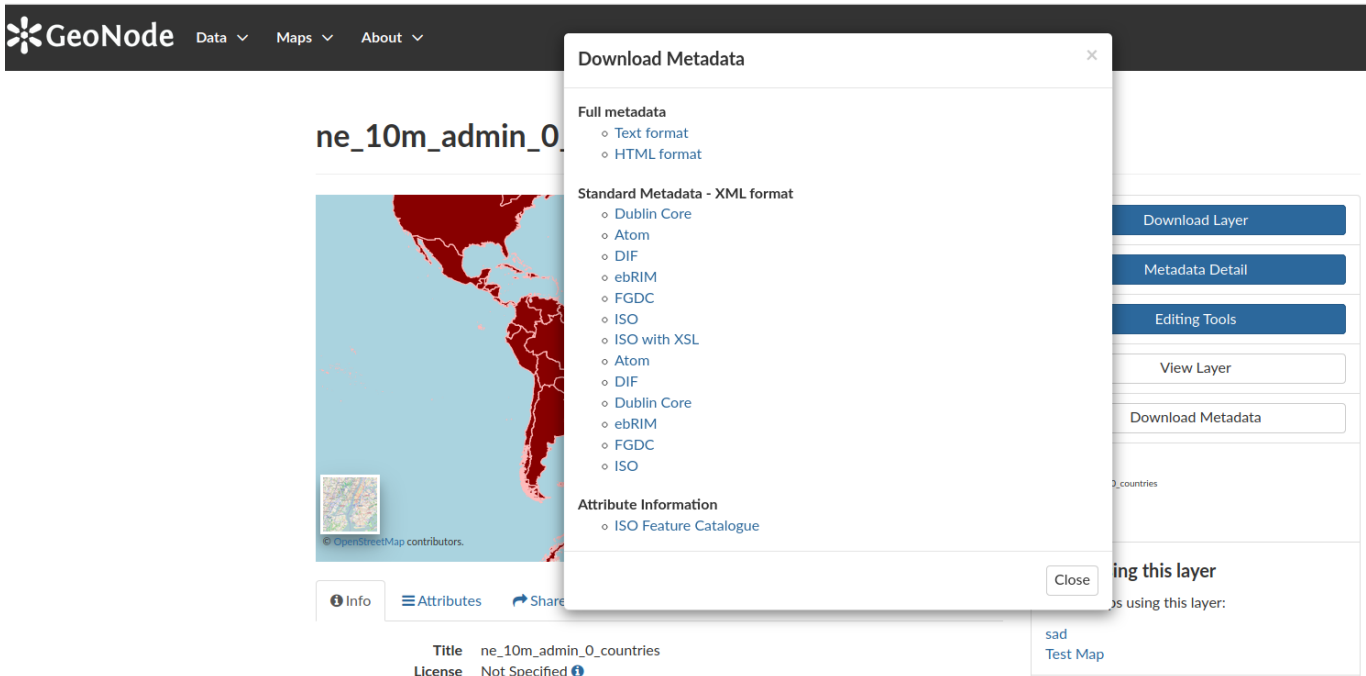 GeoNode Data Maps About
Download Metadata
×
Full metadata
Text format
HTML format
Standard Metadata - XML format
Dublin Core
Atom
DIF
ebRIM
FGDC
ISO
ISO with XSL
Atom
DIF
Dublin Core
ebRIM
FGDC
ISO
Attribute Information
ISO Feature Catalogue
Close
ne_10m_admin_0_
© OpenStreetMap contributors.
Download Layer
Metadata Detail
Editing Tools
View Layer
Download Metadata
0_countries
ing this layer
ps using this layer:
sad
Test Map
Info Attributes Share
Title ne_10m_admin_0_countries
License Not Specified